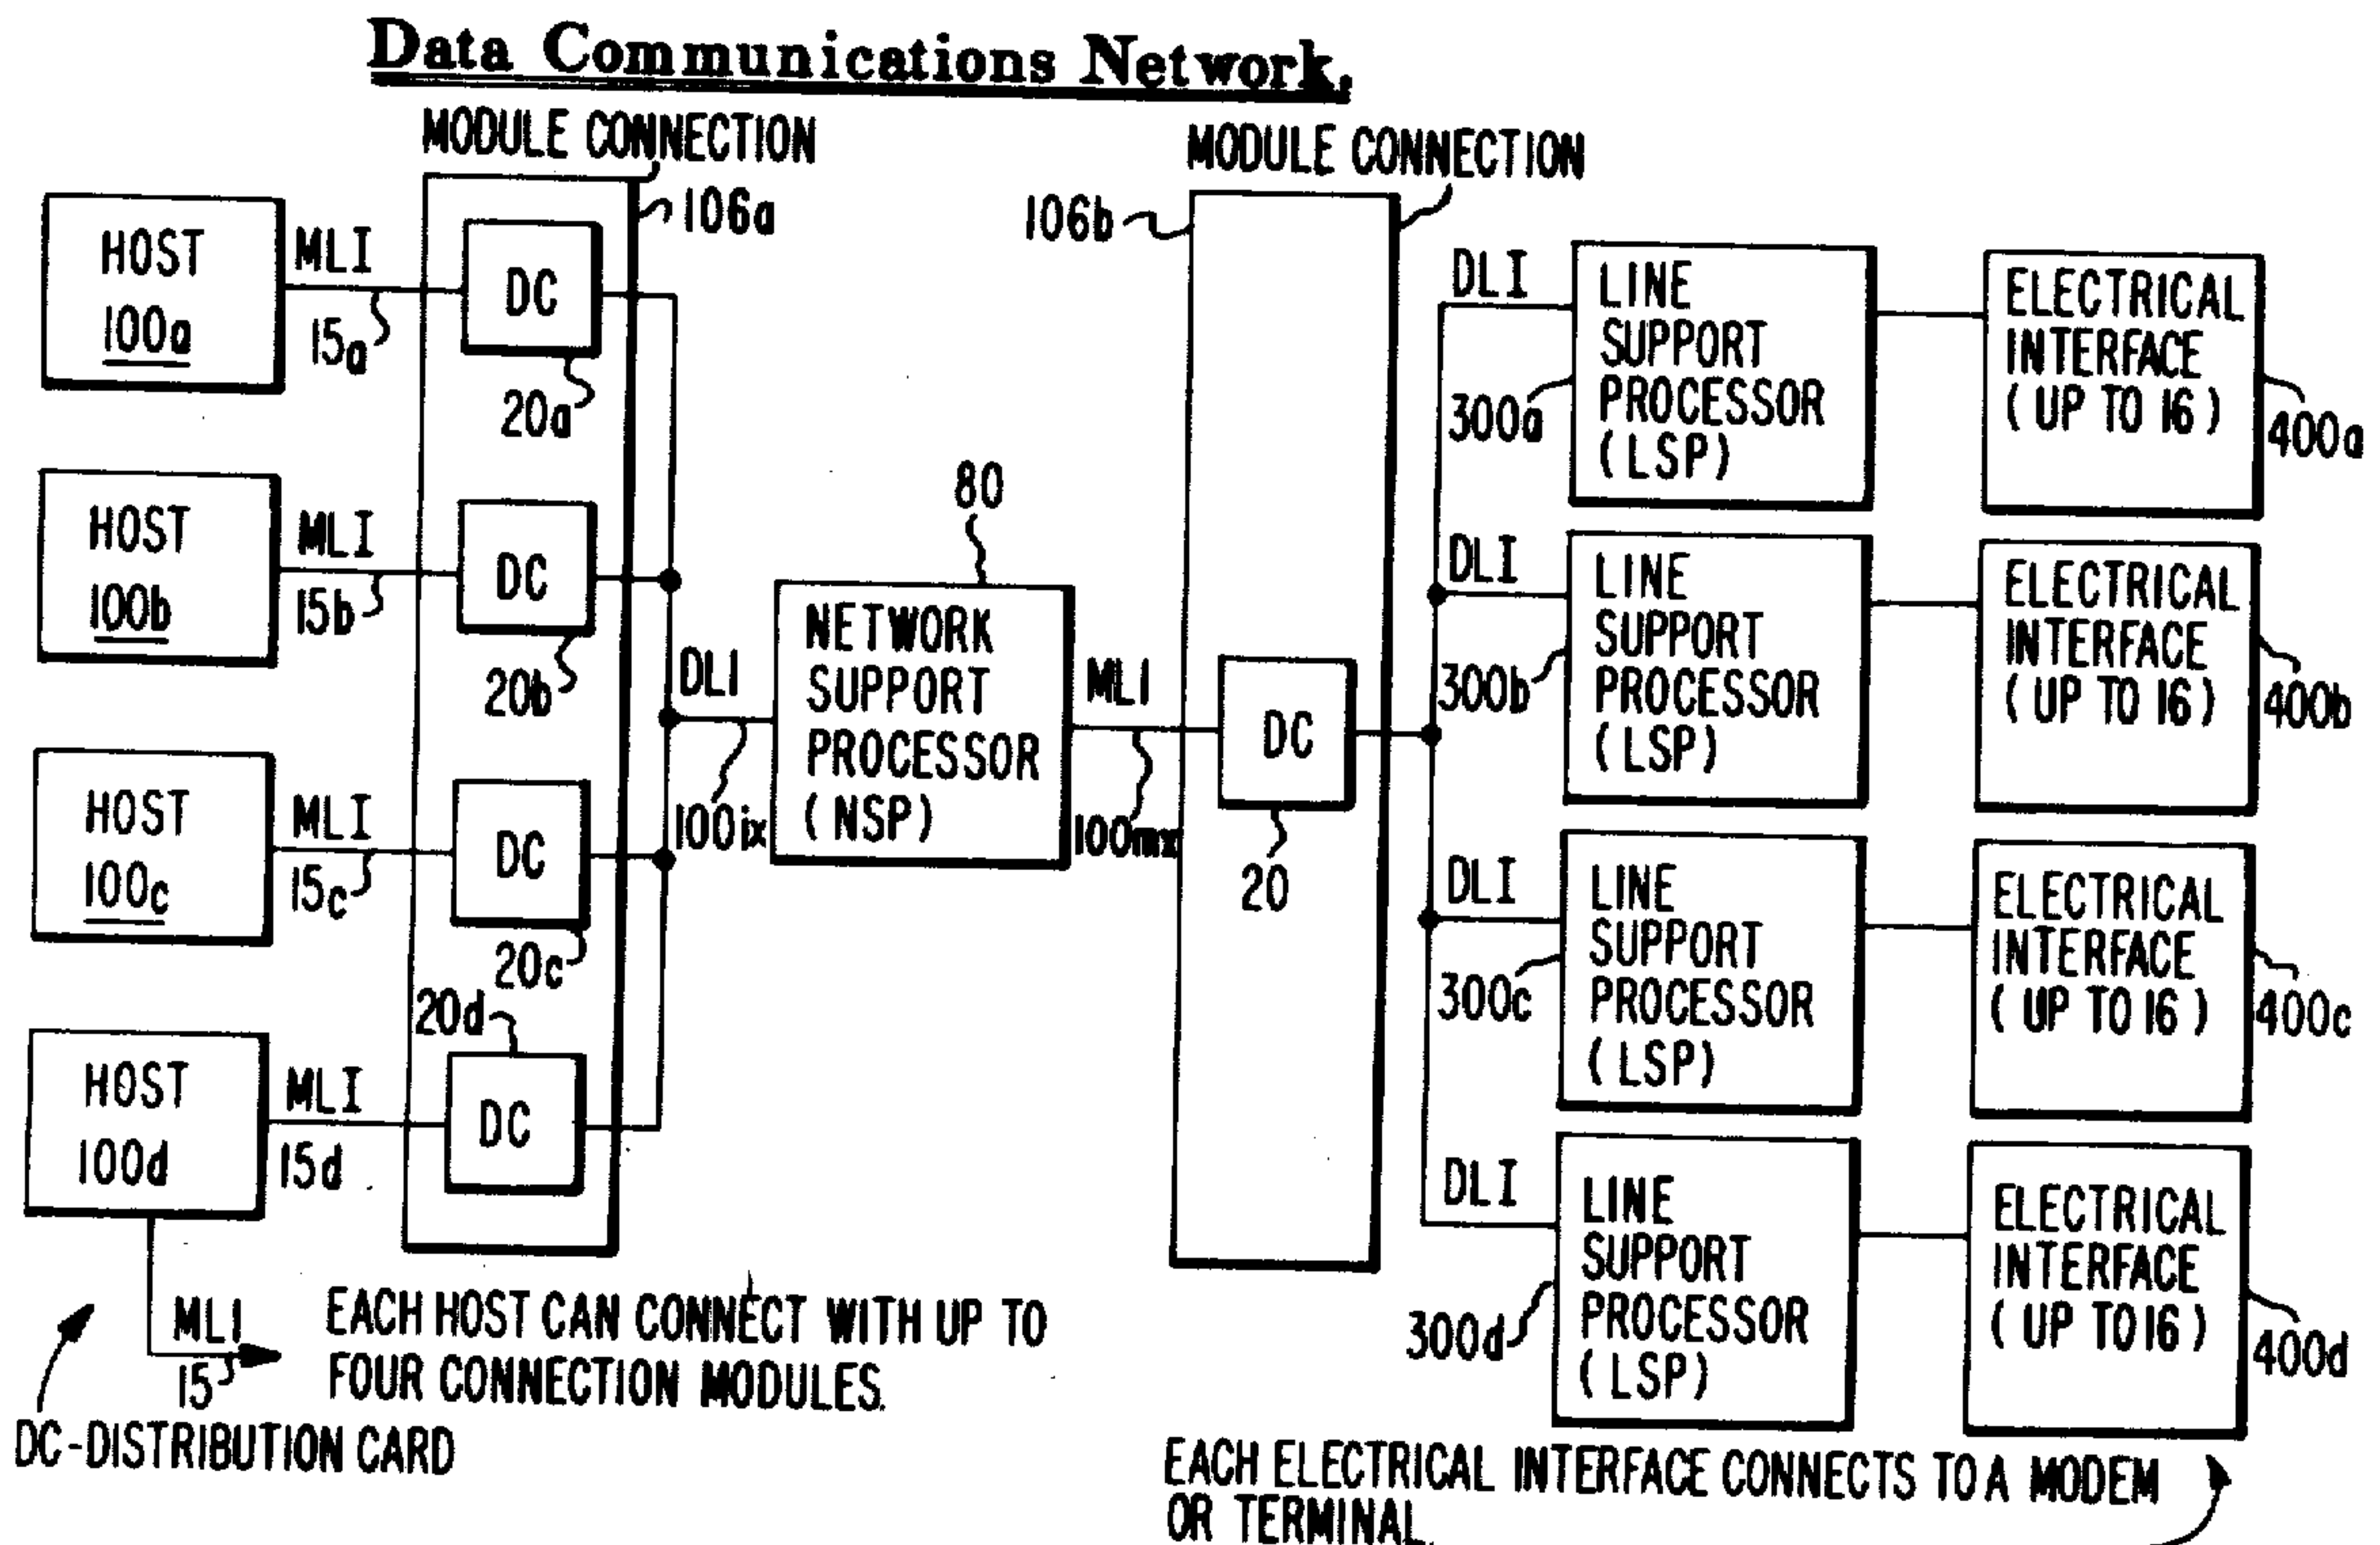 Data Communications Network.
MODULE CONNECTION
106a
HOST
100a
MLI
15a
DC
20a
HOST
100b
MLI
15b
DC
20b
HOST
100c
MLI
15c
DC
20c
HOST
100d
MLI
15d
20d
DC
MLI
15
EACH HOST CAN CONNECT WITH UP TO
FOUR CONNECTION MODULES.
DC-DISTRIBUTION CARD
DLI
100ix
80
NETWORK
SUPPORT
PROCESSOR
(NSP)
MLI
100mx
MODULE CONNECTION
106b
DC
20
DLI
300a
LINE
SUPPORT
PROCESSOR
(LSP)
ELECTRICAL
INTERFACE
(UP TO 16)
400a
DLI
300b
LINE
SUPPORT
PROCESSOR
(LSP)
ELECTRICAL
INTERFACE
(UP TO 16)
400b
DLI
300c
LINE
SUPPORT
PROCESSOR
(LSP)
ELECTRICAL
INTERFACE
(UP TO 16)
400c
DLI
300d
LINE
SUPPORT
PROCESSOR
(LSP)
ELECTRICAL
INTERFACE
(UP TO 16)
400d
EACH ELECTRICAL INTERFACE CONNECTS TO A MODEM
OR TERMINAL.